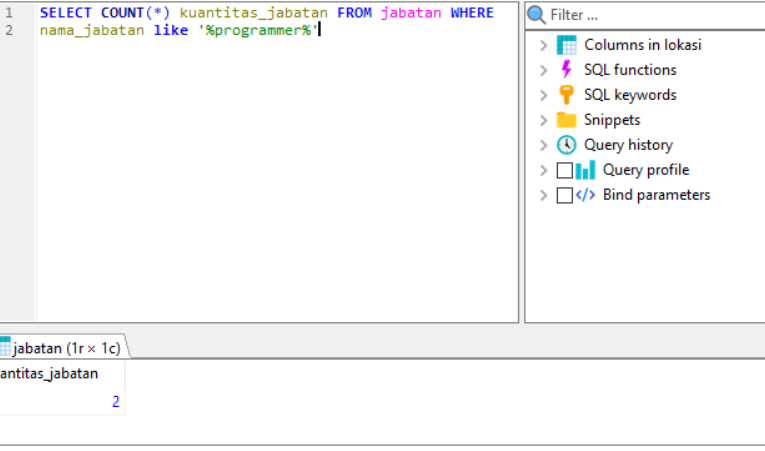 1 SELECT COUNT(*) kuantitas_jabatan FROM jabatan WHERE
2 nama_jabatan like '%programmer%'
Filter ...
Columns in lokasi
SQL functions
SQL keywords
Snippets
Query history
Query profile
Bind parameters
jabatan (1r × 1c)
antitas_jabatan
2